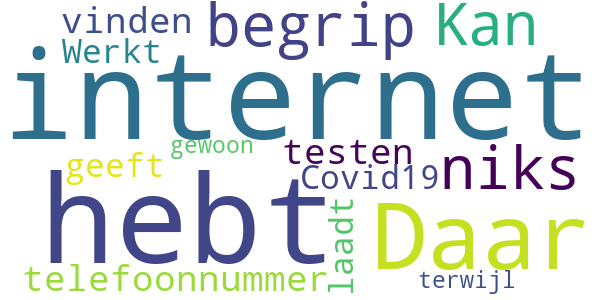 vinden
begrip
Kan
Werkt
internet
gewoon
testen
geeft
Covid19
niks
hebt
laadt
Daar
telefoonnummer
terwijl